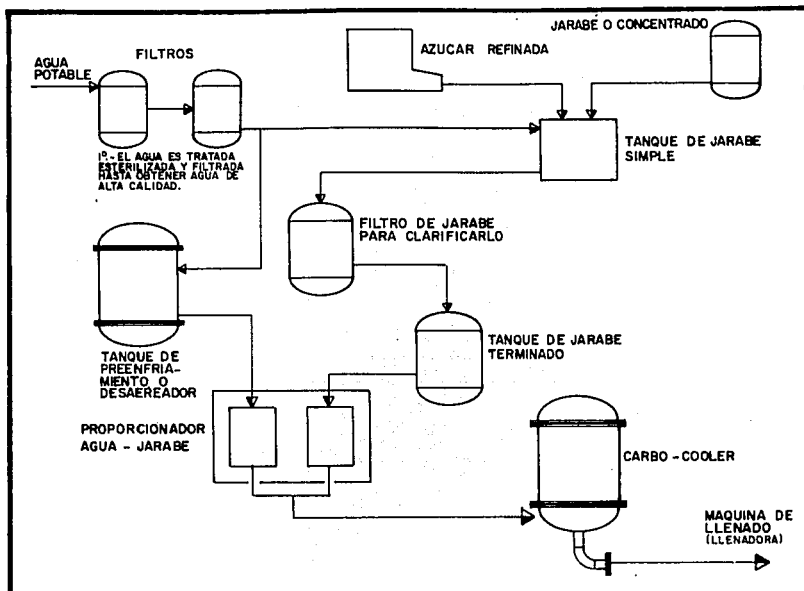 FILTROS
AGUA
POTABLE
AZUCAR REFINADA
JARABE O CONCENTRADO
1º.- EL AGUA ES TRATADA
ESTERILIZADA Y FILTRADA
HASTA OBTENER AGUA DE
ALTA CALIDAD.
TANQUE DE JARABE
SIMPLE
FILTRO DE JARABE
PARA CLARIFICARLO
TANQUE DE JARABE
TERMINADO
TANQUE DE
PREENFRIA-
MIENTO O
DESAEREADOR
PROPORCIONADOR
AGUA - JARABE
CARBO - COOLER
MAQUINA DE
LLENADO
(LLENADORA)